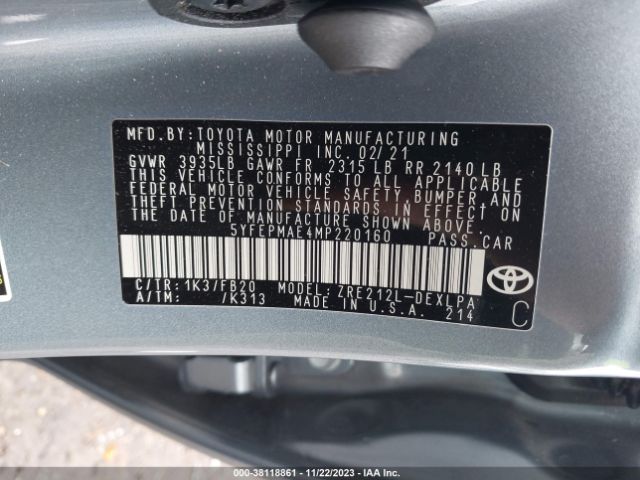 MFD. BY: TOYOTA MOTOR MANUFACTURING
MISSISSIPPI INC. 02/21
GVWR 3935LB GAWR FR 2315 LB RR 2140 LB
THIS VEHICLE CONFORMS TO ALL APPLICABLE
FEDERAL MOTOR VEHICLE SAFETY, BUMPER, AND
THEFT PREVENTION STANDARDS IN EFFECT ON
THE DATE OF MANUFACTURE SHOWN ABOVE.
5YFEPMAE4MP220160 PASS. CAR
C/TR: 1K3/FB20 MODEL: ZRE212L-DEXLPA
A/TM: /K313 MADE IN U.S.A. 214
C
000-38118861 - 11/22/2023 - IAA Inc.